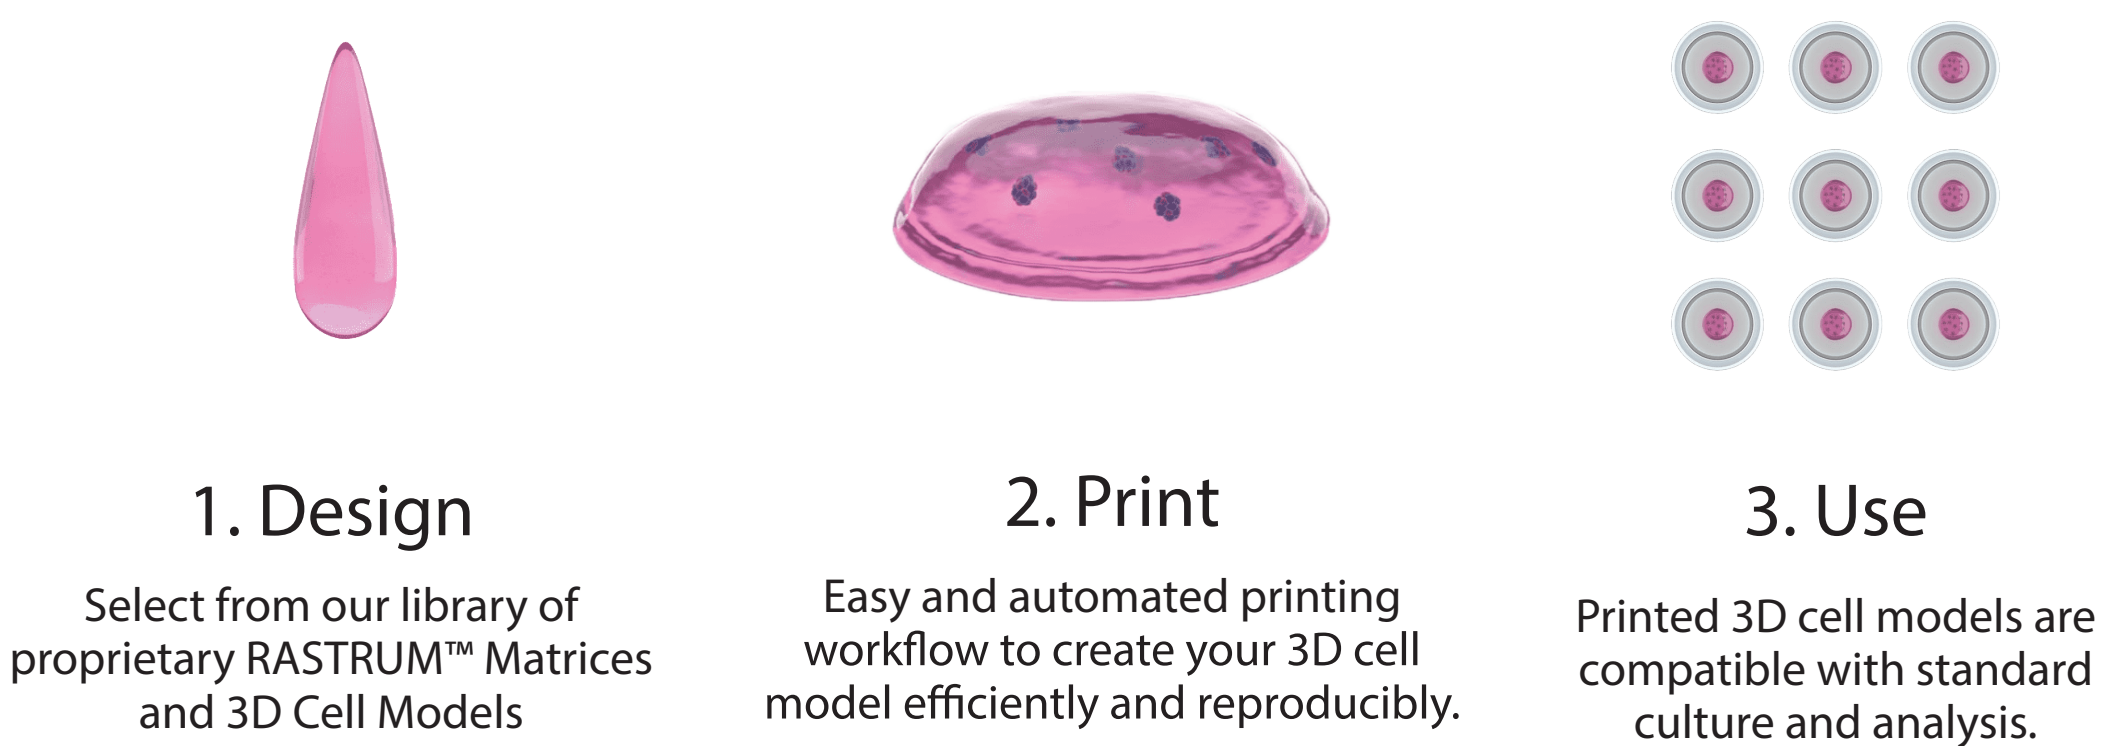 1. Design
Select from our library of
proprietary RASTRUM™ Matrices
and 3D Cell Models
2. Print
Easy and automated printing
workflow to create your 3D cell
model efficiently and reproducibly.
3. Use
Printed 3D cell models are
compatible with standard
culture and analysis.